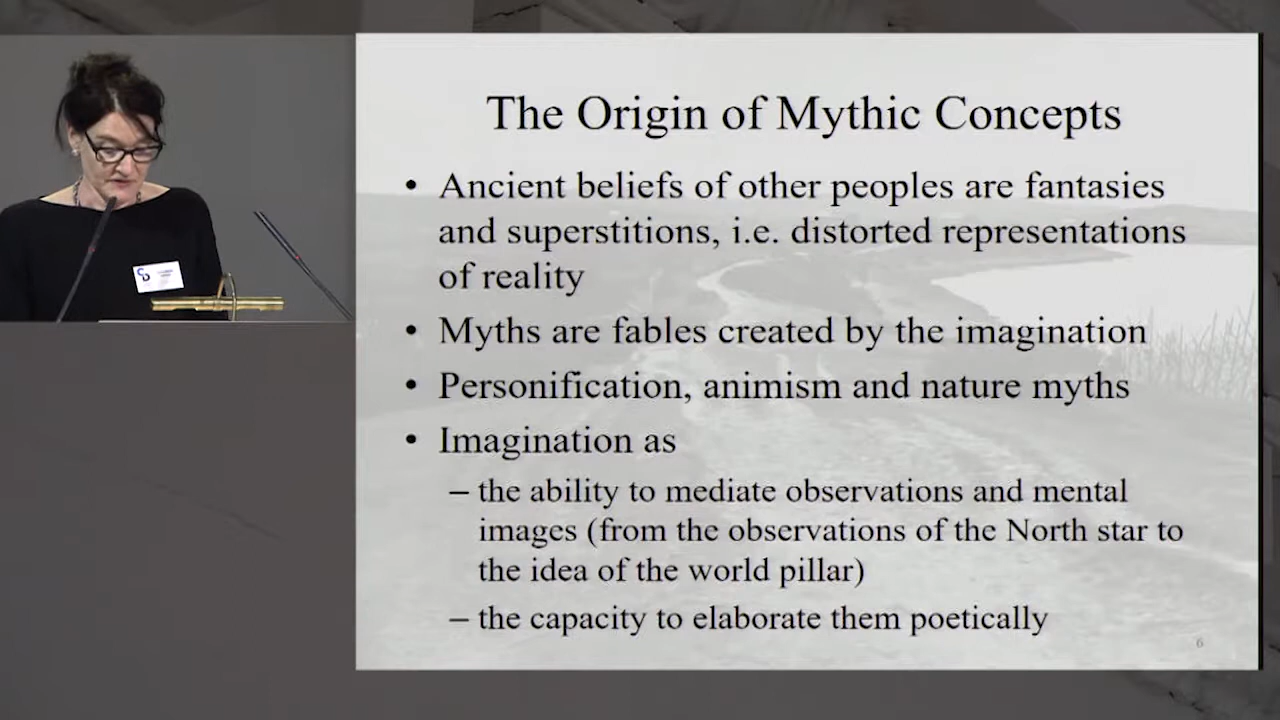 The Origin of Mythic Concepts
• Ancient beliefs of other peoples are fantasies
and superstitions, i.e. distorted representations
of reality
• Myths are fables created by the imagination
• Personification, animism and nature myths
• Imagination as
– the ability to mediate observations and mental
images (from the observations of the North star to
the idea of the world pillar)
– the capacity to elaborate them poetically
6